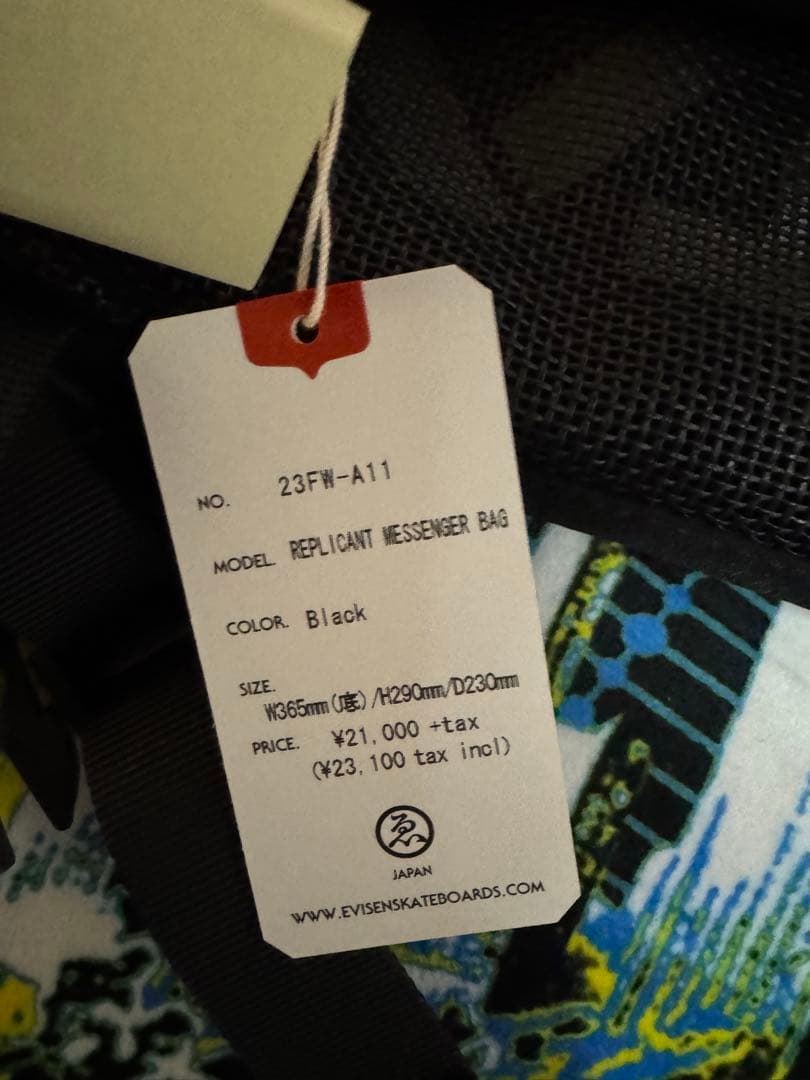 NO. 23FW-A11
MODEL. REPLICANT MESSENGER BAG
COLOR. Black
SIZE.
W365mm(底)/H290mm/D230mm
PRICE. ¥21,000 +tax
(¥23,100 tax incl)
ゑ
JAPAN
WWW.EVISENSKATEBOARDS.COM